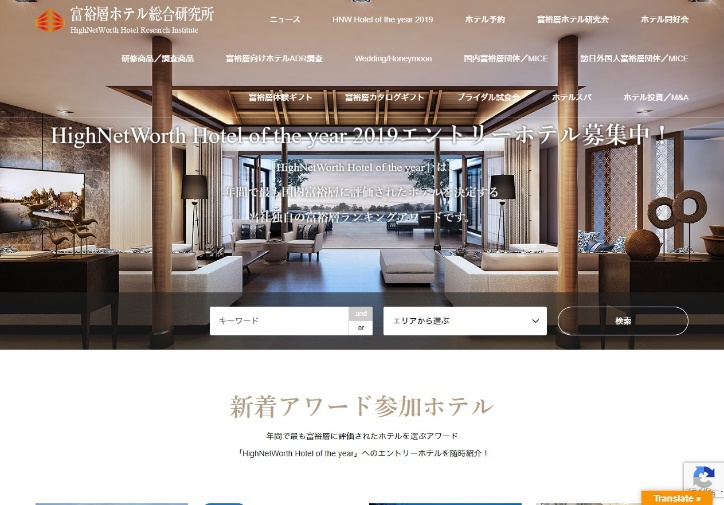 富裕層ホテル総合研究所
HighNetWorth Hotel Research Institute
ニュース HNW Hotel of the year 2019 ホテル予約 富裕層ホテル研究会 ホテル同好会
研修商品／調査商品 富裕層向けホテルADR調査 Wedding/Honeymoon 国内富裕層団体／MICE 訪日外国人富裕層団体／MICE
富裕層体験ギフト 富裕層カタログギフト ブライダル試食会 ホテルスパ ホテル投資／M&A
HighNetWorth Hotel of the year 2019エントリーホテル募集中！
HighNetWorth Hotel of the year」は
年間で最も国内富裕層に評価されたホテルを決定する
当社独自の富裕層ランキングアワードです。
キーワード and or エリアから選ぶ 検索
新着アワード参加ホテル
年間で最も富裕層に評価されたホテルを選ぶアワード
「HighNetWorth Hotel of the year」へのエントリーホテルを随時紹介！
Translate »